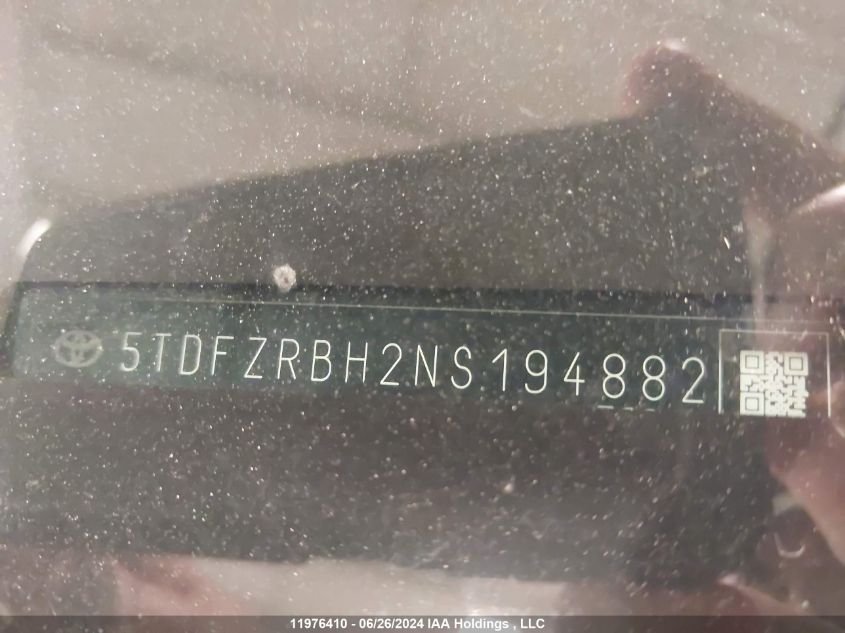 5TDFZRBH2NS194882
11976410 - 06/26/2024 IAA Holdings , LLC